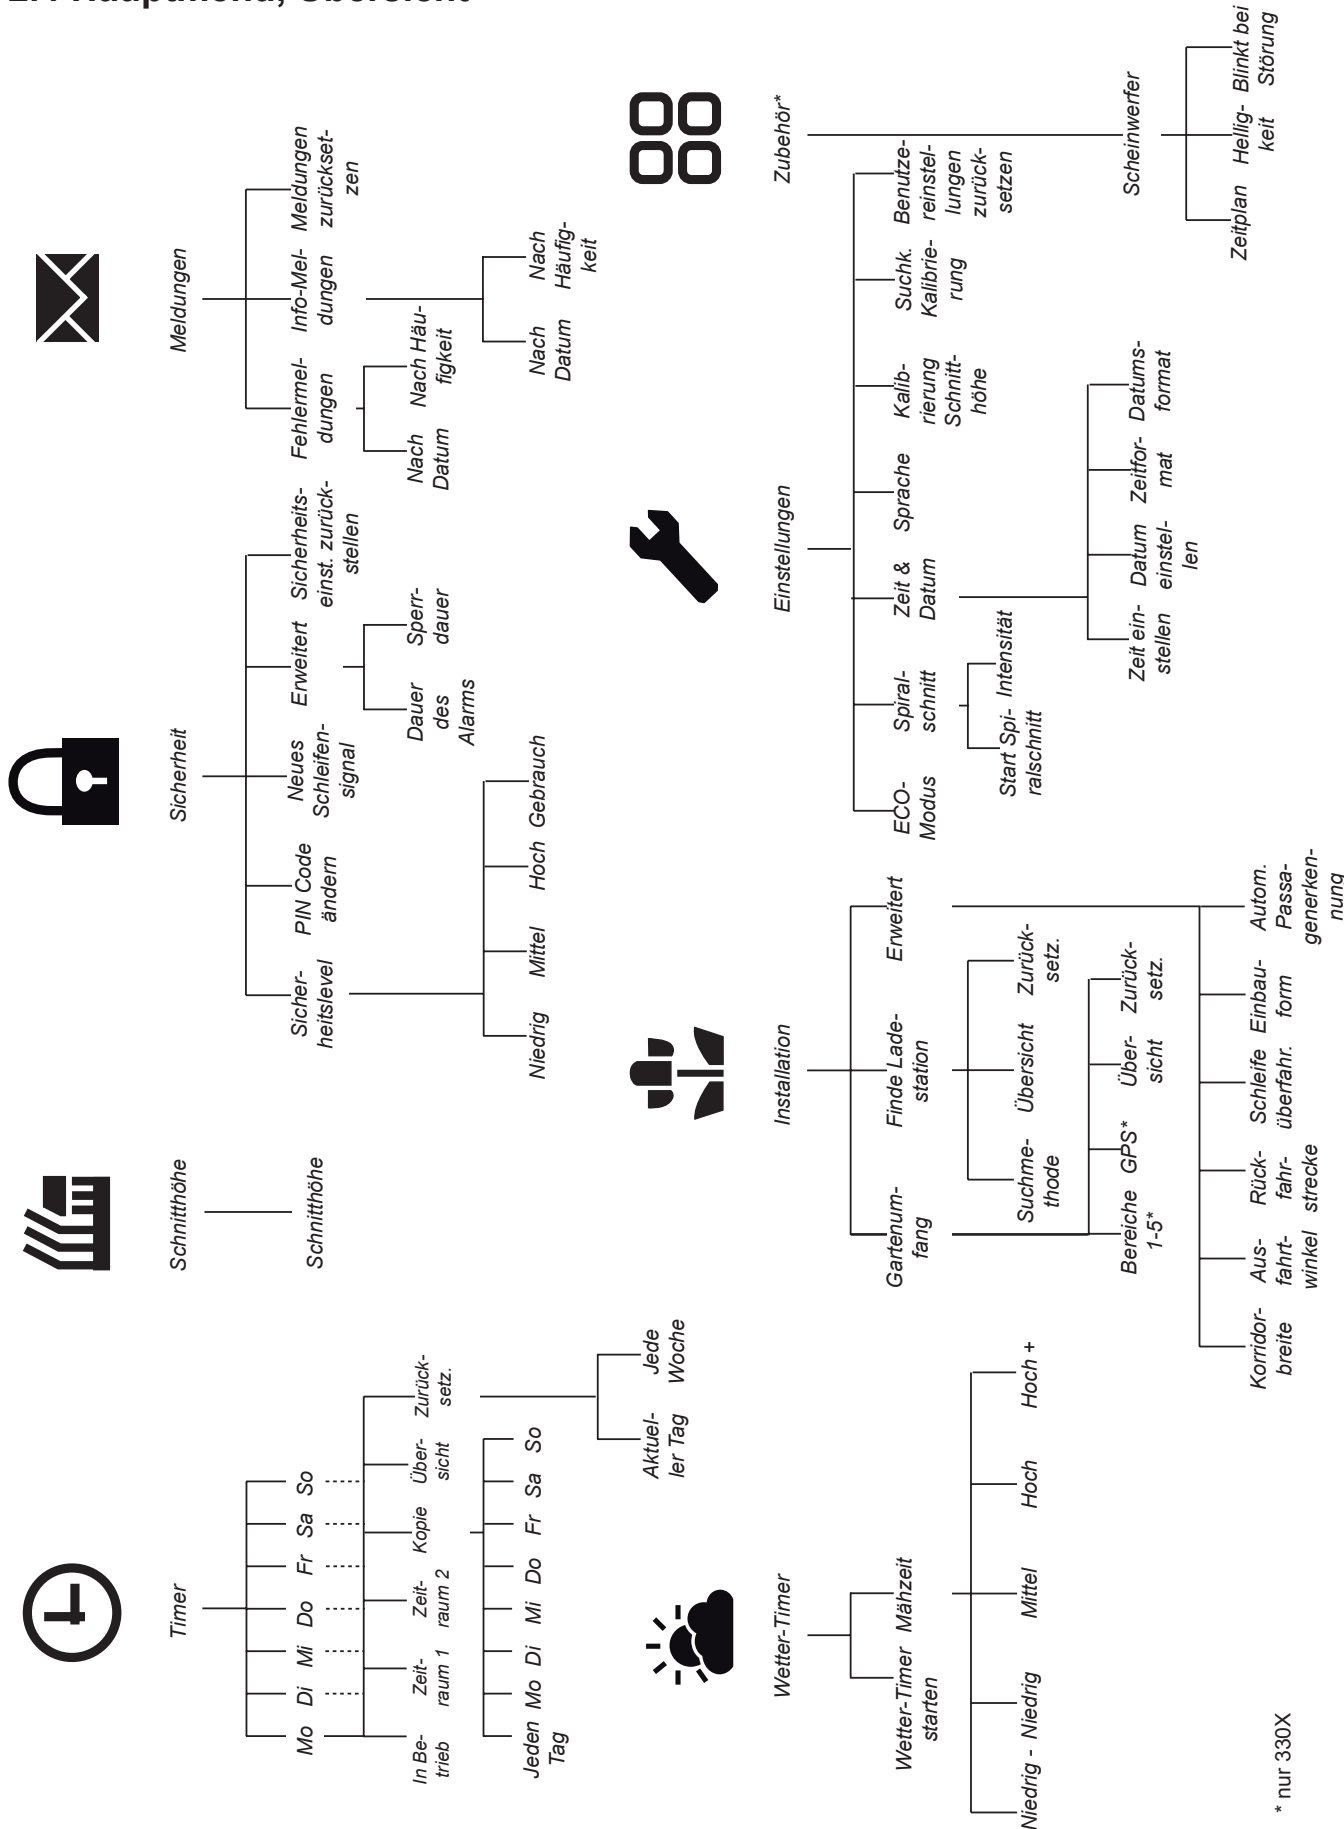 Hauptmenü, Übersicht
Timer
Mo
Di
Mi
Do
Fr
Sa
So
In Be-
trieb
Zeit-
raum 1
Zeit-
raum 2
Kopie
Über-
sicht
Zurück-
setz.
Jeden
Tag
Mo
Di
Mi
Do
Fr
Sa
So
Aktuel-
ler Tag
Jede
Woche
Schnitthöhe
Schnitthöhe
Sicherheit
Sicher-
heitslevel
PIN Code
ändern
Neues
Schleifen-
signal
Erweitert
Sicherheits-
einst. zurück-
stellen
Dauer
des
Alarms
Sperr-
dauer
Niedrig
Mittel
Hoch
Gebrauch
Meldungen
Fehlermel-
dungen
Info-Mel-
dungen
Meldungen
zurückset-
zen
Nach
Datum
Nach Häu-
figkeit
Nach
Datum
Nach
Häufig-
keit
Wetter-Timer
Wetter-Timer
starten
Mähzeit
Niedrig -
Niedrig
Mittel
Hoch
Hoch +
Installation
Gartenum-
fang
Finde Lade-
station
Erweitert
Suchme-
thode
Übersicht
Zurück-
setz.
Bereiche
1-5*
GPS*
Über-
sicht
Zurück-
setz.
Korridor-
breite
Aus-
fahrt-
winkel
Rück-
fahr-
strecke
Schleife
überfahr.
Einbau-
form
Autom.
Passa-
generken-
nung
Einstellungen
ECO-
Modus
Spiral-
schnitt
Zeit &
Datum
Sprache
Kalib-
rierung
Schnitt-
höhe
Suchk.
Kalibrie-
rung
Benutze-
reinstel-
lungen
zurück-
setzen
Start Spi-
ralschnitt
Intensität
Zeit ein-
stellen
Datum
einstel-
len
Zeitfor-
mat
Datums-
format
Zubehör*
Scheinwerfer
Zeitplan
Hellig-
keit
Blinkt bei
Störung
* nur 330X